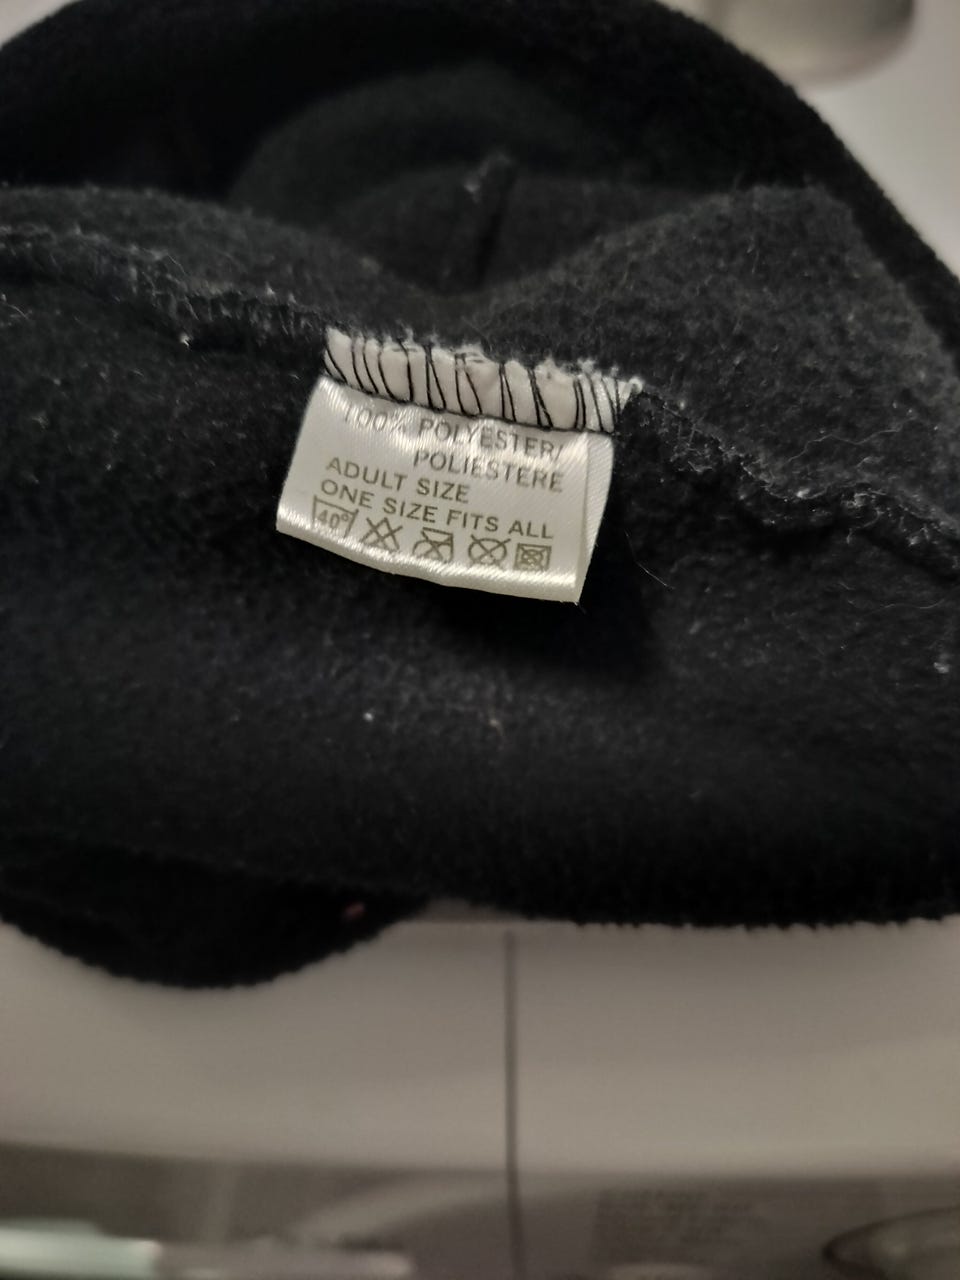 100% POLYESTER/
POLIESTERE
ADULT SIZE
ONE SIZE FITS ALL
40°